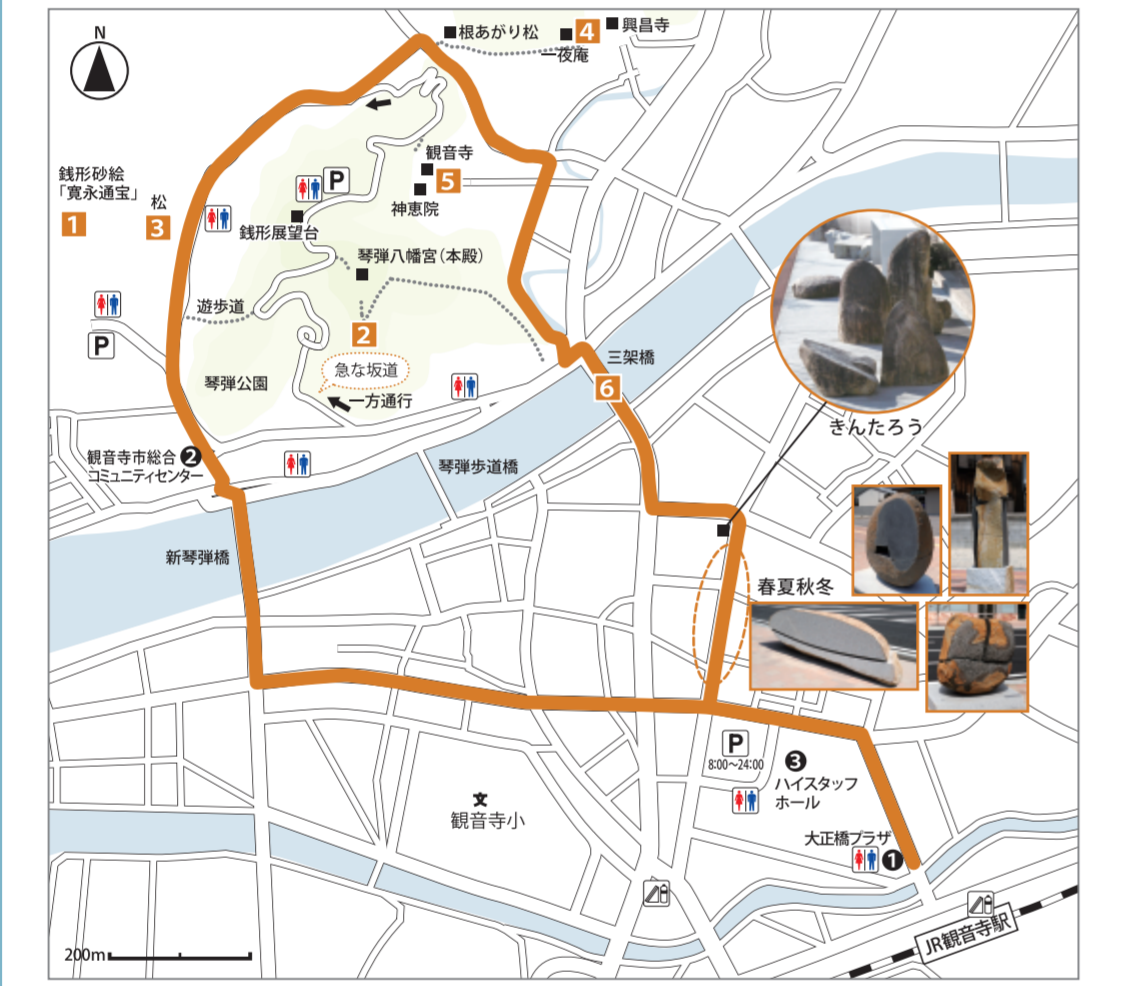 N
根あがり松
4
興昌寺
一夜庵
観音寺
5
神恵院
銭形砂絵
「寛永通宝」
1
松
3
P
銭形展望台
琴弾八幡宮(本殿)
遊歩道
2
P
急な坂道
琴弾公園
一方通行
三架橋
6
きんたろう
観音寺市総合
コミュニティセンター
2
琴弾歩道橋
新琴弾橋
春夏秋冬
P
8:00〜24:00
3
ハイスタッフ
ホール
文
観音寺小
大正橋プラザ
1
JR観音寺駅
200m